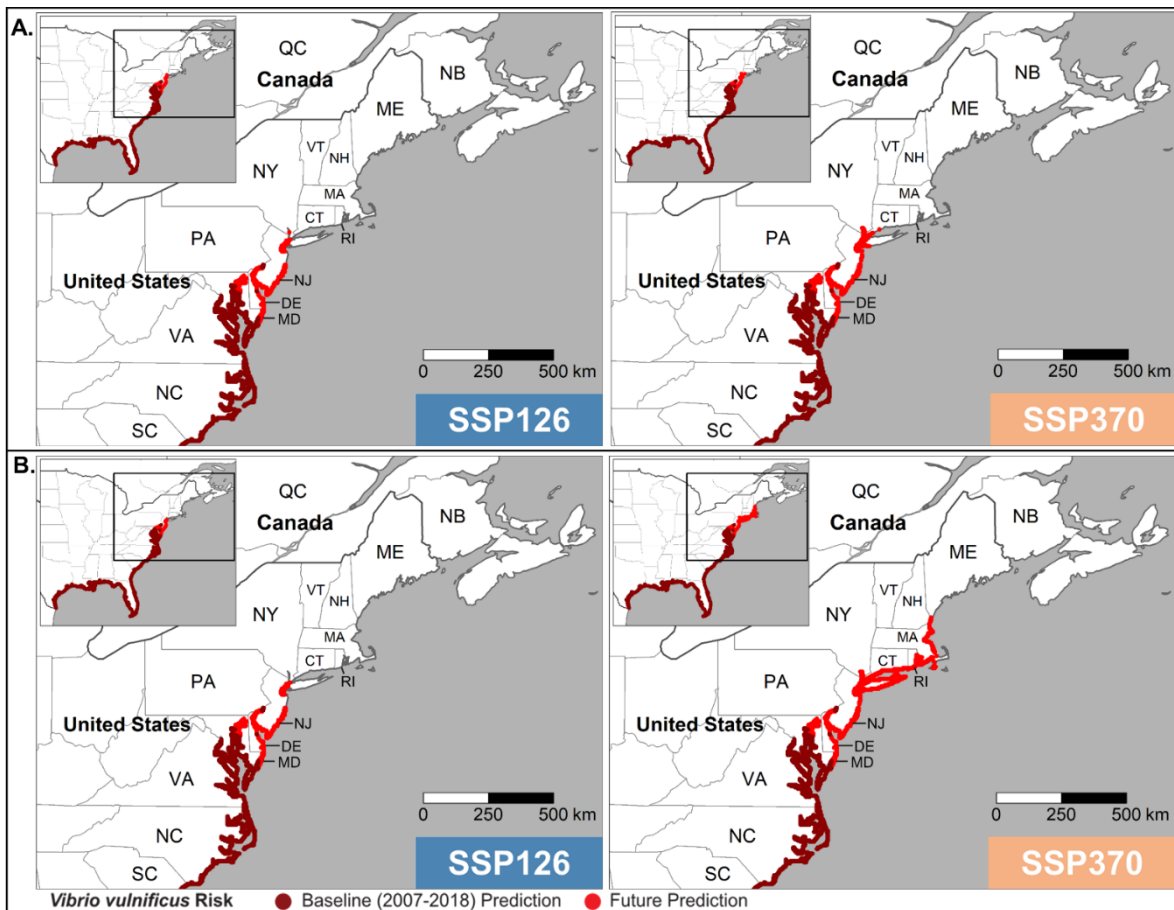 A.
QC
Canada
NB
ME
VT
NH
NY
MA
CT
RI
PA
United States
NJ
DE
MD
VA
NC
SC
0 250 500 km
SSP126
QC
Canada
NB
ME
VT
NH
NY
MA
CT
RI
PA
United States
NJ
DE
MD
VA
NC
SC
0 250 500 km
SSP370
B.
QC
Canada
NB
ME
VT
NH
NY
MA
CT
RI
PA
United States
NJ
DE
MD
VA
NC
SC
0 250 500 km
SSP126
QC
Canada
NB
ME
VT
NH
NY
MA
CT
RI
PA
United States
NJ
DE
MD
VA
NC
SC
0 250 500 km
SSP370
Vibrio vulnificus Risk Baseline (2007-2018) Prediction Future Prediction